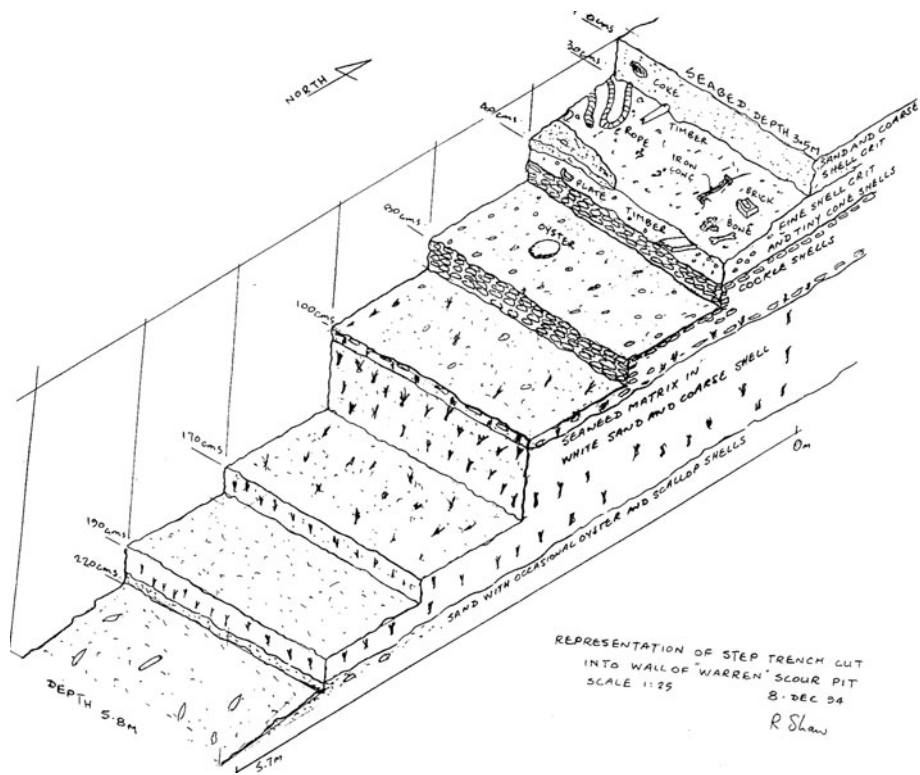 0cms
30cms
60cms
80cms
100cms
170cms
190cms
220cms
NORTH
SEABED DEPTH 3.5M
COKE
TIMBER
ROPE
IRON
LONG
BRICK
BONE
PLATE
TIMBER
OYSTER
SAND AND COARSE
SHELL GRIT
FINE SHELL GRIT
AND TINY CONE SHELLS
COCKLE SHELLS
SEAWEED MATRIX IN
WHITE SAND AND COARSE SHELL
SAND WITH OCCASIONAL OYSTER AND SCALLOP SHELLS
0m
5.7M
DEPTH 5.8M
REPRESENTATION OF STEP TRENCH CUT
INTO WALL OF "WARREN" SCOUR PIT
SCALE 1:25
8.DEC 94
R Shaw